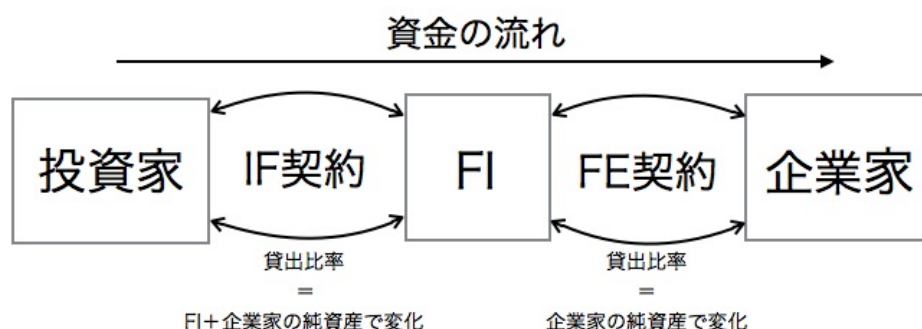 資金の流れ
投資家
IF契約
FI
FE契約
企業家
貸出比率
=
FI+企業家の純資産で変化
貸出比率
=
企業家の純資産で変化